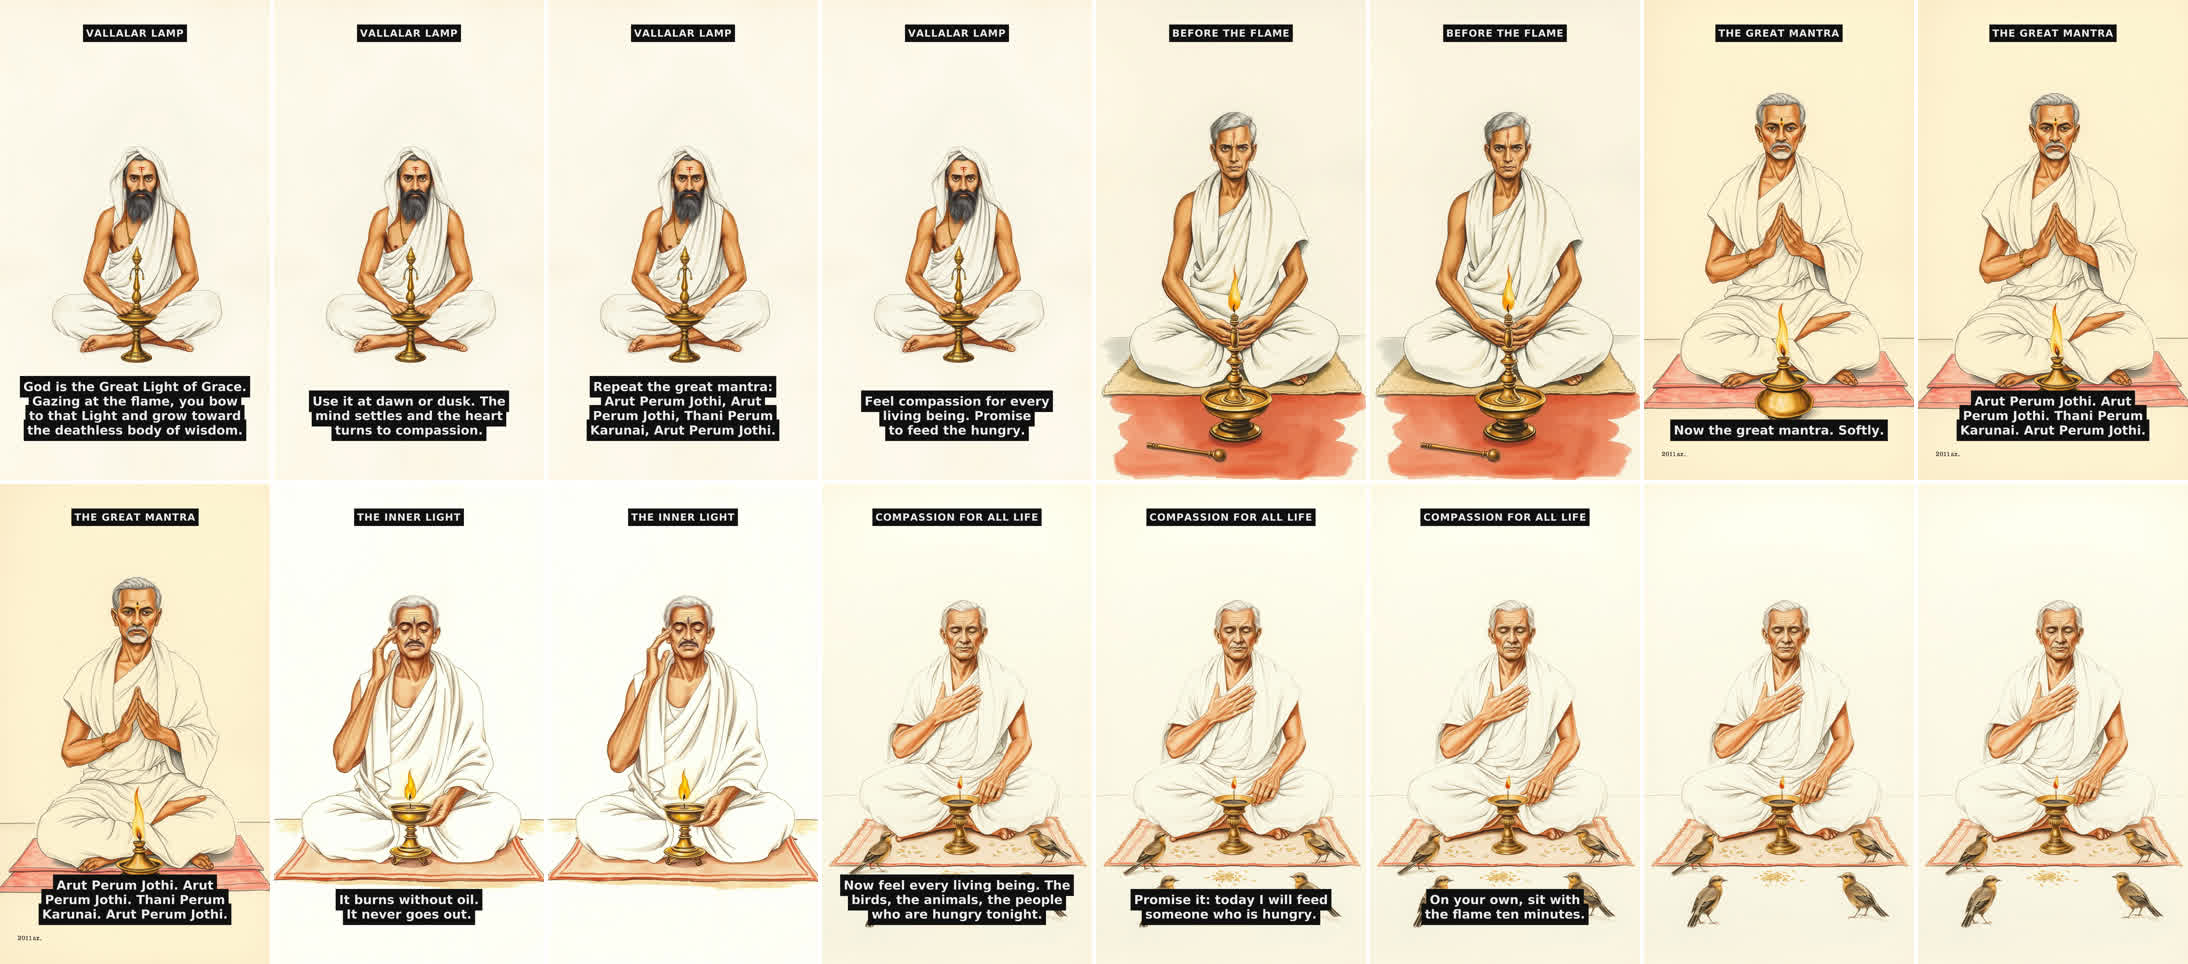 VALLALAR LAMP
God is the Great Light of Grace.
Gazing at the flame, you bow
to that Light and grow toward
the deathless body of wisdom.
VALLALAR LAMP
Use it at dawn or dusk. The
mind settles and the heart
turns to compassion.
VALLALAR LAMP
Repeat the great mantra:
Arut Perum Jothi, Arut
Perum Jothi, Thani Perum
Karunai, Arut Perum Jothi.
VALLALAR LAMP
Feel compassion for every
living being. Promise
to feed the hungry.
BEFORE THE FLAME
BEFORE THE FLAME
THE GREAT MANTRA
Now the great mantra. Softly.
2011az.
THE GREAT MANTRA
Arut Perum Jothi. Arut
Perum Jothi. Thani Perum
Karunai. Arut Perum Jothi.
2011az.
THE GREAT MANTRA
Arut Perum Jothi. Arut
Perum Jothi. Thani Perum
Karunai. Arut Perum Jothi.
2011az.
THE INNER LIGHT
It burns without oil.
It never goes out.
THE INNER LIGHT
COMPASSION FOR ALL LIFE
Now feel every living being. The
birds, the animals, the people
who are hungry tonight.
COMPASSION FOR ALL LIFE
Promise it: today I will feed
someone who is hungry.
COMPASSION FOR ALL LIFE
On your own, sit with
the flame ten minutes.